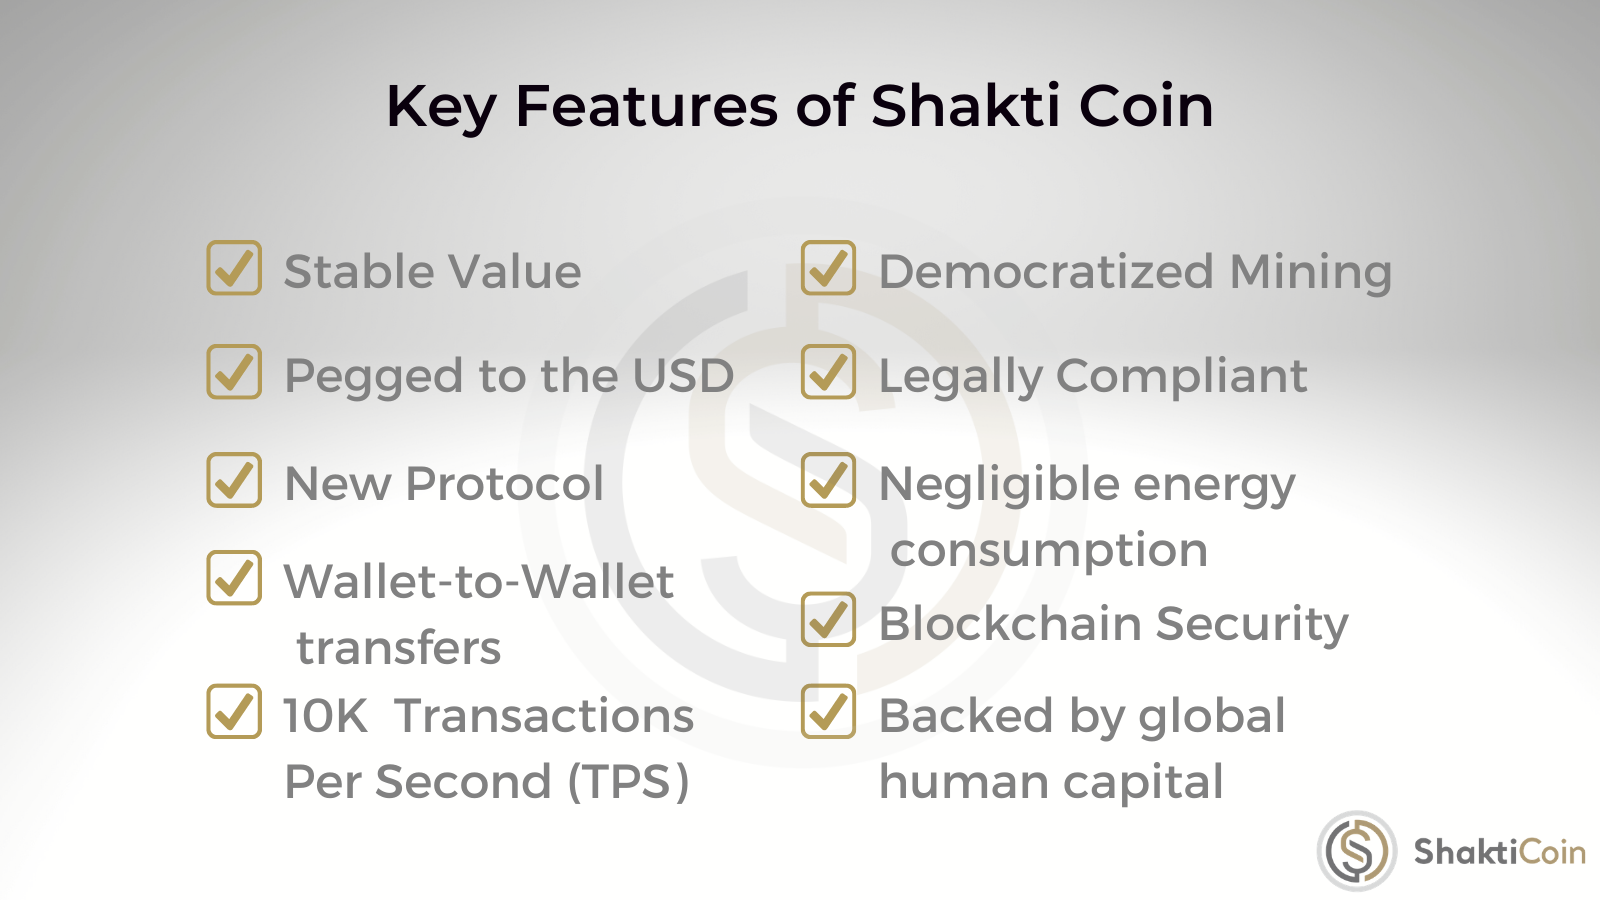 Key Features of Shakti Coin
Stable Value
Pegged to the USD
New Protocol
Wallet-to-Wallet
transfers
10K Transactions
Per Second (TPS)
Democratized Mining
Legally Compliant
Negligible energy
consumption
Blockchain Security
Backed by global
human capital
ShaktiCoin